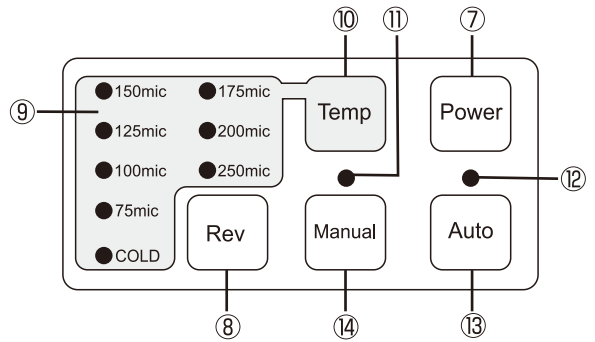 ⑩ ⑪ ⑦
⑨
150mic 175mic
125mic 200mic
100mic 250mic
75mic
COLD
Temp Power
⑫
Rev Manual Auto
⑧ ⑭ ⑬